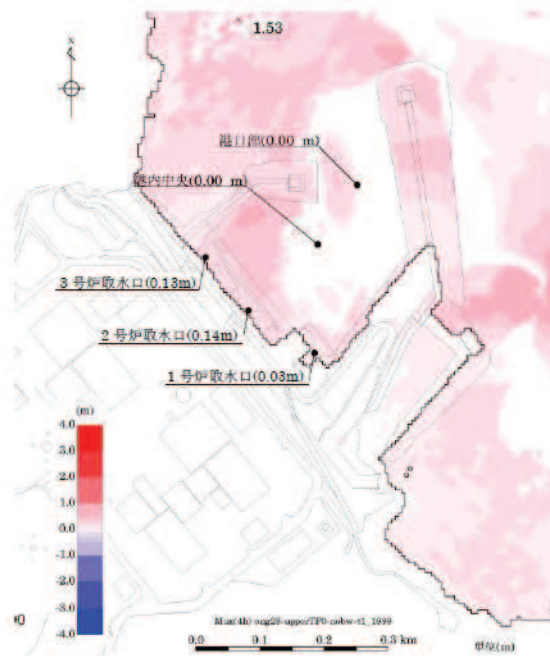 1.53
N
港口部(0.00 m)
港内中央(0.00 m)
3 号炉取水口(0.13m)
2 号炉取水口(0.14m)
1 号炉取水口(0.03m)
(m)
4.0
3.0
2.0
1.0
0.0
-1.0
-2.0
-3.0
-4.0
0.0 0.1 0.2 0.3 km
単位(m)